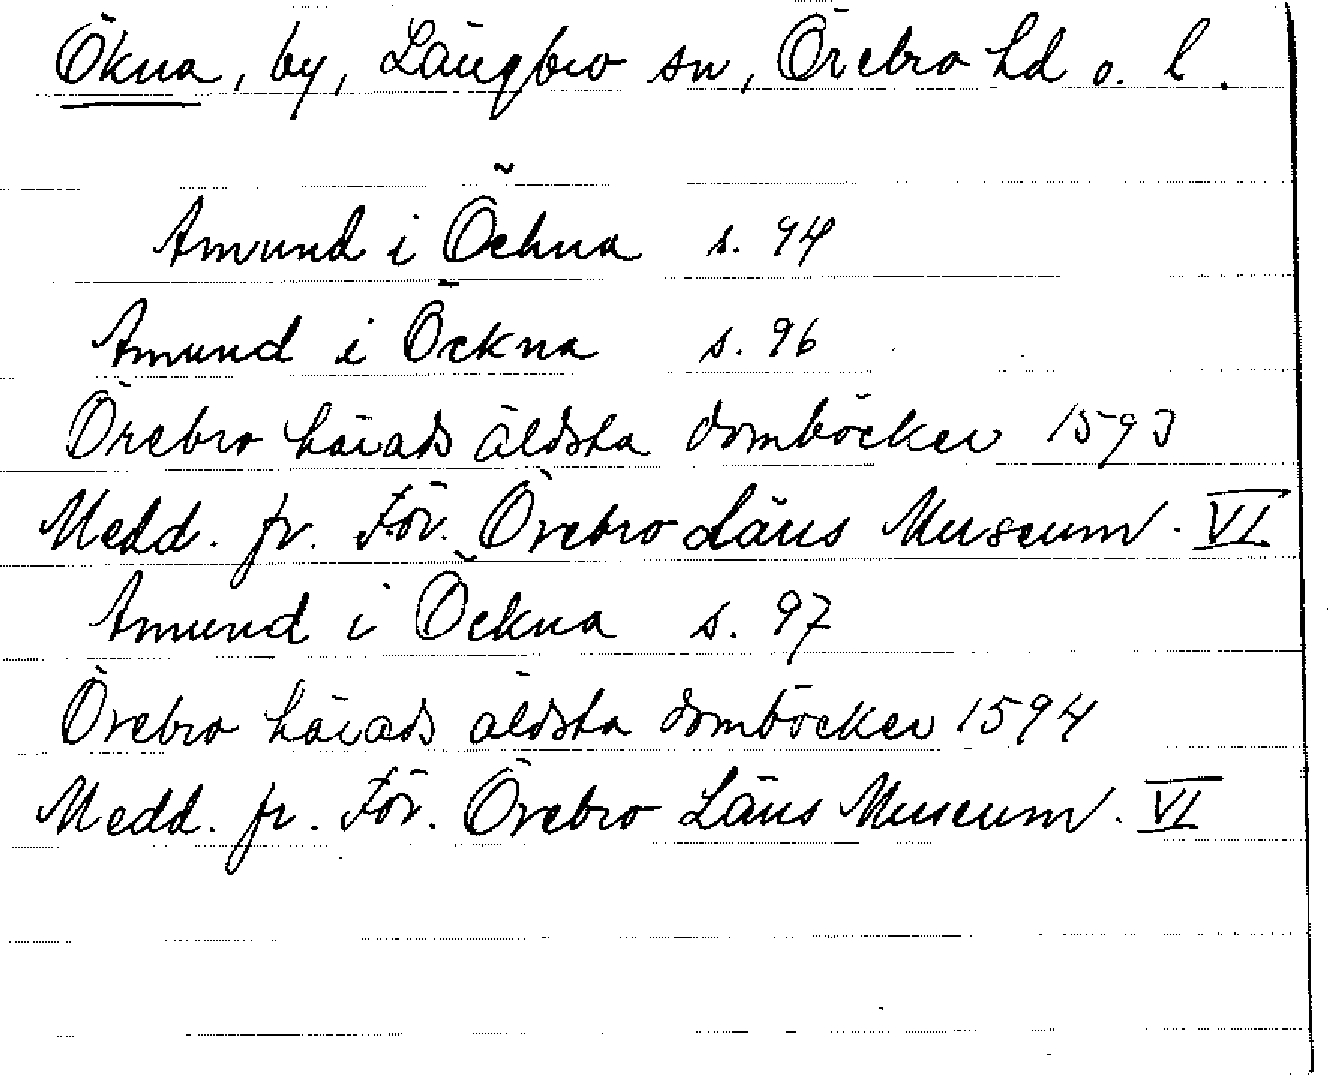 Ökna, by, Längbro sn, Örebro hd o. l.
Amund i Öckna s. 94
Amund i Öckna s. 96
Örebro härads äldsta domböcker 1593
Medd. fr. För. Örebro Läns Museum. VI
Amund i Öckna s. 97
Örebro härads äldsta domböcker 1594
Medd. fr. För. Örebro Läns Museum. VI